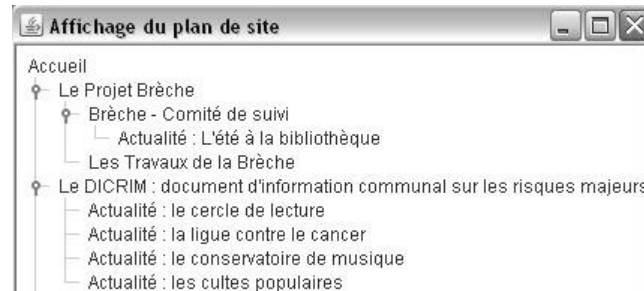 Affichage du plan de site
Accueil
Le Projet Brèche
Brèche - Comité de suivi
Actualité : L'été à la bibliothèque
Les Travaux de la Brèche
Le DICRIM : document d'information communal sur les risques majeurs
Actualité : le cercle de lecture
Actualité : la ligue contre le cancer
Actualité : le conservatoire de musique
Actualité : les cultes populaires